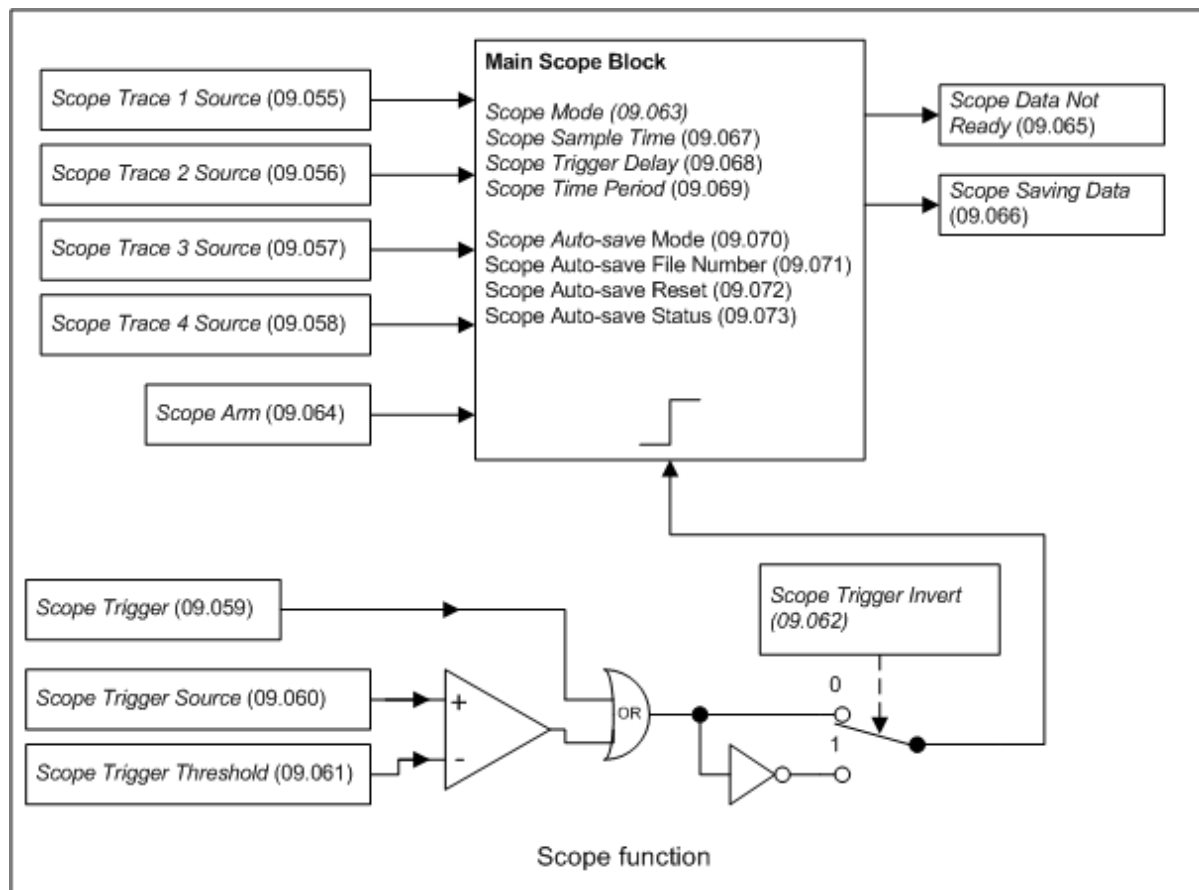 Main Scope Block
Scope Mode (09.063)
Scope Sample Time (09.067)
Scope Trigger Delay (09.068)
Scope Time Period (09.069)
Scope Auto-save Mode (09.070)
Scope Auto-save File Number (09.071)
Scope Auto-save Reset (09.072)
Scope Auto-save Status (09.073)
Scope Trace 1 Source (09.055)
Scope Trace 2 Source (09.056)
Scope Trace 3 Source (09.057)
Scope Trace 4 Source (09.058)
Scope Arm (09.064)
Scope Data Not
Ready (09.065)
Scope Saving Data
(09.066)
Scope Trigger (09.059)
Scope Trigger Source (09.060)
Scope Trigger Threshold (09.061)
+
-
OR
Scope Trigger Invert
(09.062)
0
1
Scope function